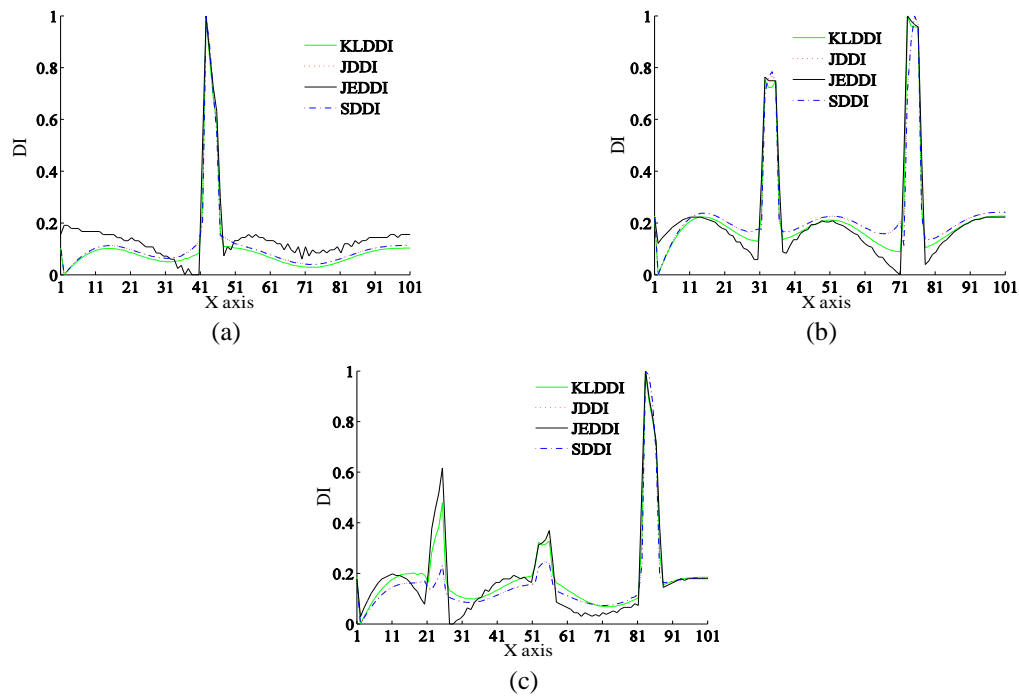 1
0.8
0.6
0.4
0.2
0
DI
KLDDI
JDDI
JEDDI
SDDI
1 11 21 31 41 51 61 71 81 91 101
X axis
(a)
1
0.8
0.6
0.4
0.2
0
DI
KLDDI
JDDI
JEDDI
SDDI
1 11 21 31 41 51 61 71 81 91 101
X axis
(b)
1
0.8
0.6
0.4
0.2
0
DI
KLDDI
JDDI
JEDDI
SDDI
1 11 21 31 41 51 61 71 81 91 101
X axis
(c)